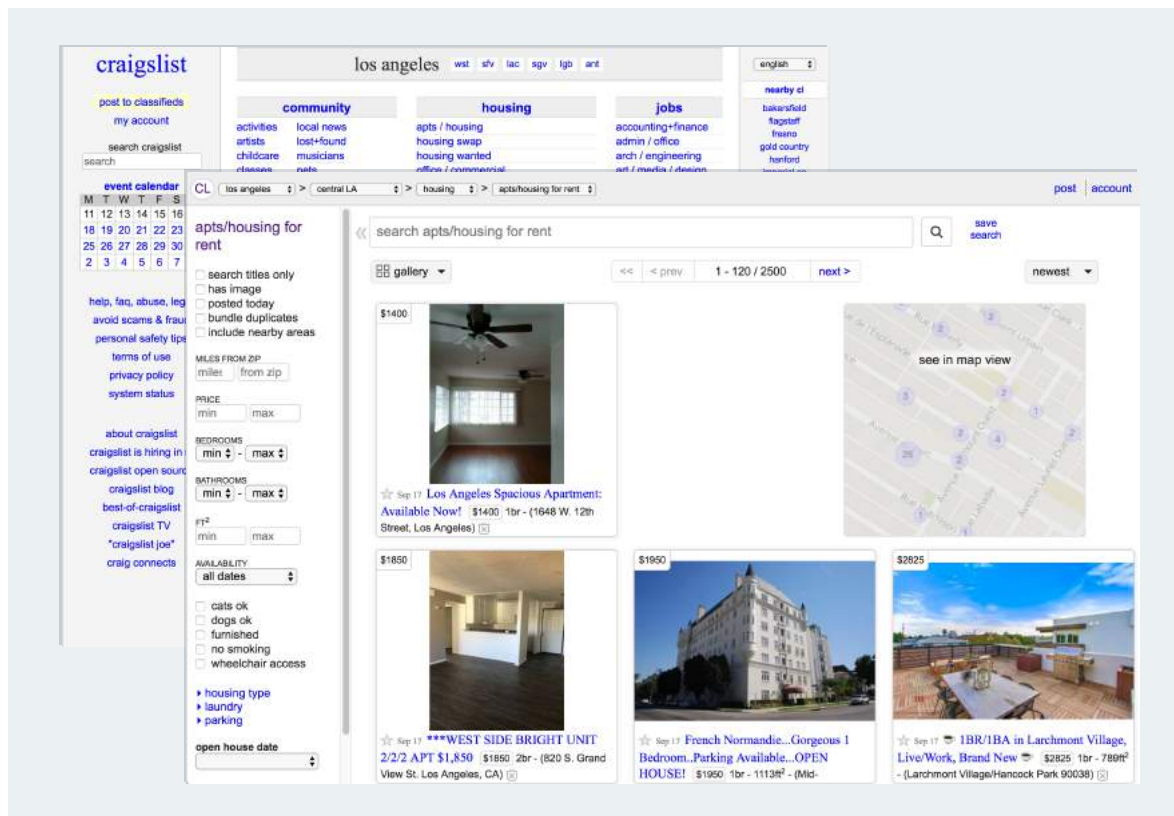 craigslist
post to classifieds
my account
search craigslist
search
event calendar
M T W T F S
11 12 13 14 15 16
18 19 20 21 22 23
25 26 27 28 29 30
2 3 4 5 6 7
help, faq, abuse, leg
avoid scams & frau
personal safety tips
terms of use
privacy policy
system status
about craigslist
craigslist is hiring in
craigslist open sourc
craigslist blog
best-of-craigslist
craigslist TV
"craigslist joe"
craig connects
los angeles wst sfv lac sgv lgb ant
community
activities local news
artists lost+found
childcare musicians
classes pets
housing
apts / housing
housing swap
housing wanted
office / commercial
jobs
accounting+finance
admin / office
arch / engineering
art / media / design
english
nearby cl
bakersfield
flagstaff
fresno
gold country
hanford
CL los angeles > central LA > housing > apts/housing for rent
post account
apts/housing for
rent
search titles only
has image
posted today
bundle duplicates
include nearby areas
MILES FROM ZIP
miles from zip
PRICE
min max
BEDROOMS
min - max
BATHROOMS
min - max
FT²
min max
AVAILABILITY
all dates
cats ok
dogs ok
furnished
no smoking
wheelchair access
housing type
laundry
parking
open house date
« search apts/housing for rent
save
search
gallery
<< < prev 1 - 120 / 2500 next >
newest
$1400
Sep 17 Los Angeles Spacious Apartment:
Available Now! $1400 1br - (1648 W. 12th
Street, Los Angeles)
see in map view
$1850
Sep 17 ***WEST SIDE BRIGHT UNIT
2/2/2 APT $1,850 $1850 2br - (820 S. Grand
View St. Los Angeles, CA)
$1950
Sep 17 French Normandie...Gorgeous 1
Bedroom..Parking Available...OPEN
HOUSE! $1950 1br - 1113ft² - (Mid-
$2825
Sep 17 1BR/1BA in Larchmont Village,
Live/Work, Brand New $2825 1br - 789ft²
- (Larchmont Village/Hancock Park 90038)